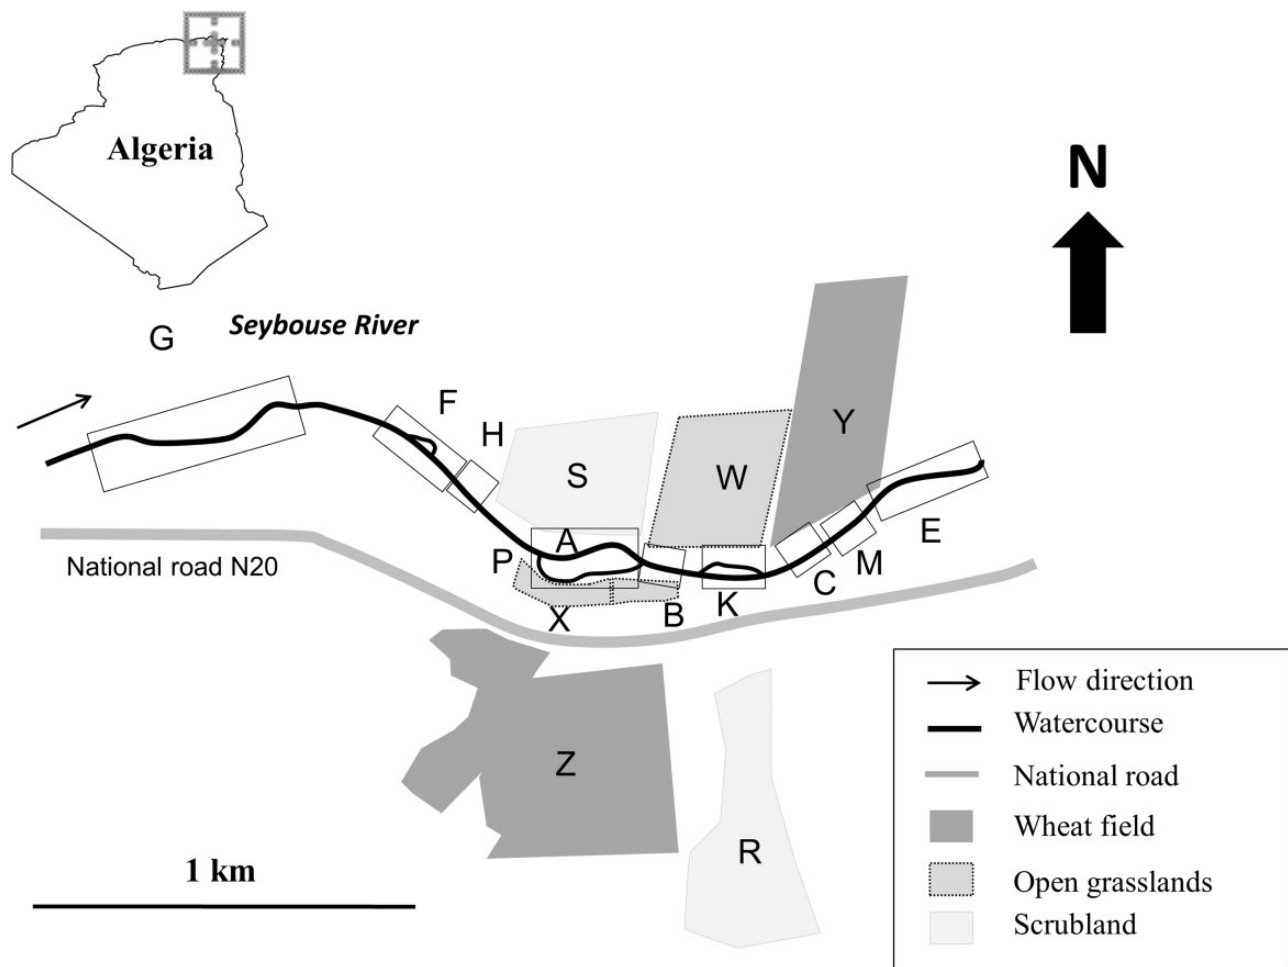 Algeria
N
G
Seybouse River
F
H
S
W
Y
E
A
P
M
C
National road N20
X
B
K
Z
R
1 km
Flow direction
Watercourse
National road
Wheat field
Open grasslands
Scrubland